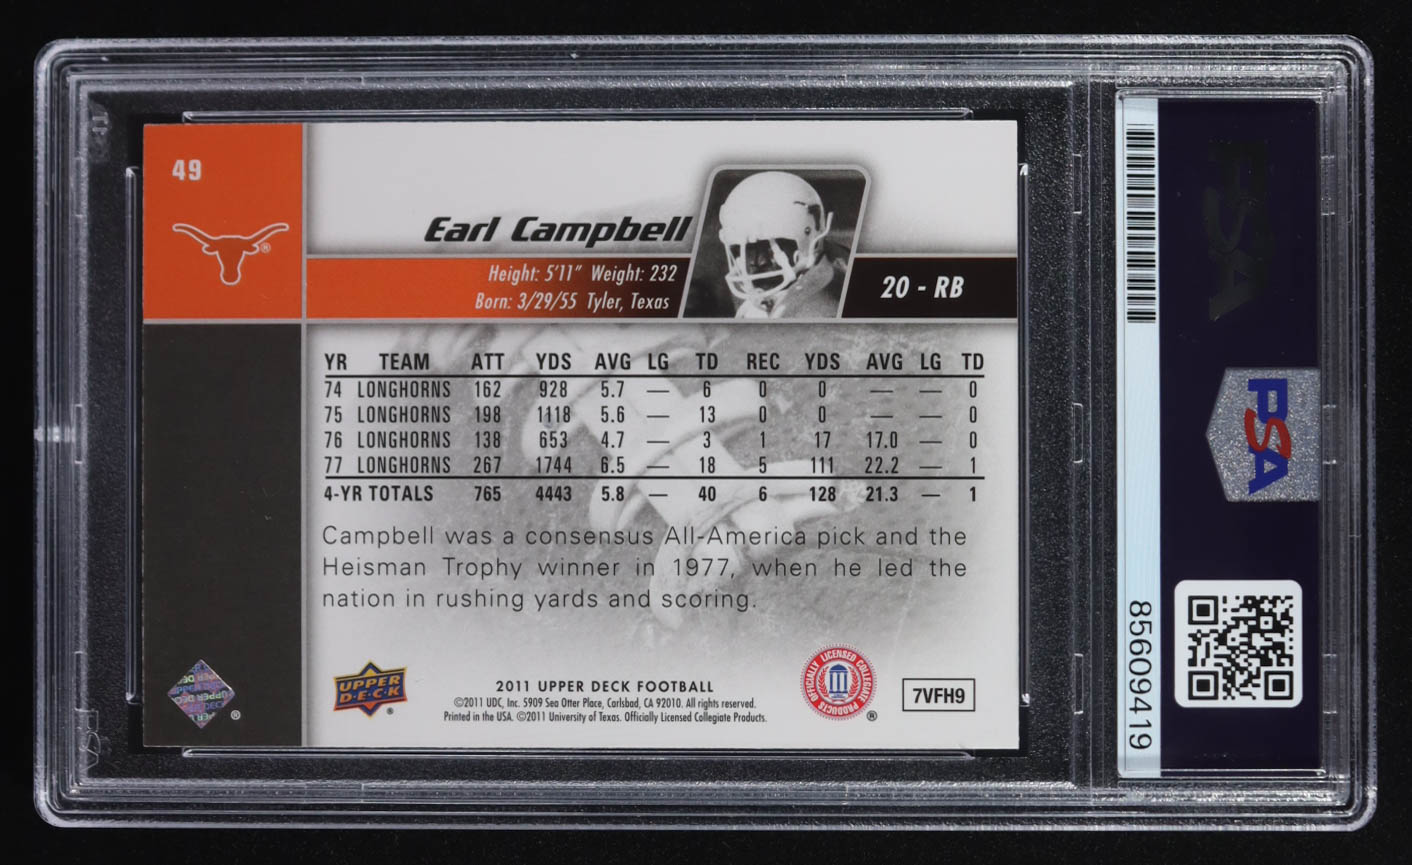 49
®
Earl Campbell
Height: 5'11" Weight: 232
Born: 3/29/55 Tyler, Texas
20 - RB
YR TEAM ATT YDS AVG LG TD REC YDS AVG LG TD
74 LONGHORNS 162 928 5.7 — 6 0 0 — — 0
75 LONGHORNS 198 1118 5.6 — 13 0 0 — — 0
76 LONGHORNS 138 653 4.7 — 3 1 17 17.0 — 0
77 LONGHORNS 267 1744 6.5 — 18 5 111 22.2 — 1
4-YR TOTALS 765 4443 5.8 — 40 6 128 21.3 — 1
Campbell was a consensus All-America pick and the
Heisman Trophy winner in 1977, when he led the
nation in rushing yards and scoring.
UPPER
DECK
®
UPPER
D·E·C·K
®
2011 UPPER DECK FOOTBALL
©2011 UDC, Inc. 5909 Sea Otter Place, Carlsbad, CA 92010. All rights reserved.
Printed in the USA. ©2011 University of Texas. Officially Licensed Collegiate Products.
OFFICIALLY LICENSED COLLEGIATE PRODUCTS
®
7VFH9
PSA
PSA
85609419